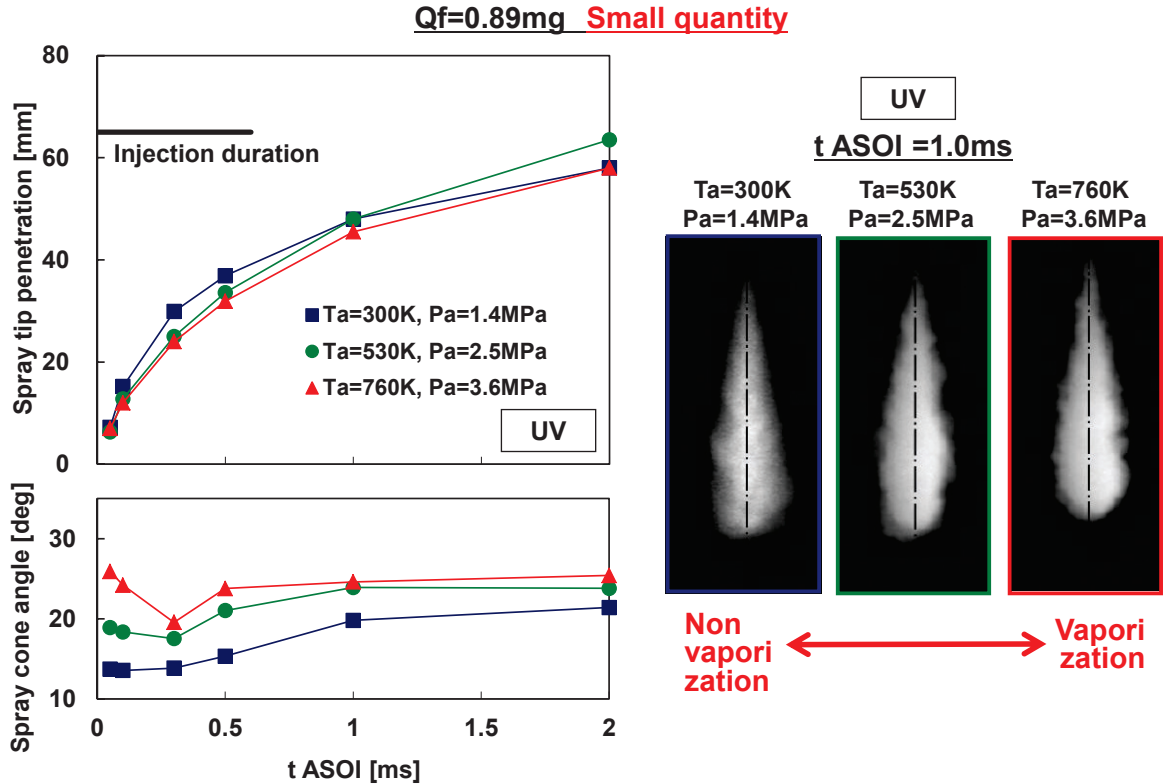 Qf=0.89mg Small quantity
80
60
40
20
0
Spray tip penetration [mm]
Injection duration
Ta=300K, Pa=1.4MPa
Ta=530K, Pa=2.5MPa
Ta=760K, Pa=3.6MPa
UV
30
20
10
Spray cone angle [deg]
0
0.5
1
1.5
2
t ASOI [ms]
UV
t ASOI =1.0ms
Ta=300K
Pa=1.4MPa
Ta=530K
Pa=2.5MPa
Ta=760K
Pa=3.6MPa
Non
vapori
zation
Vapori
zation